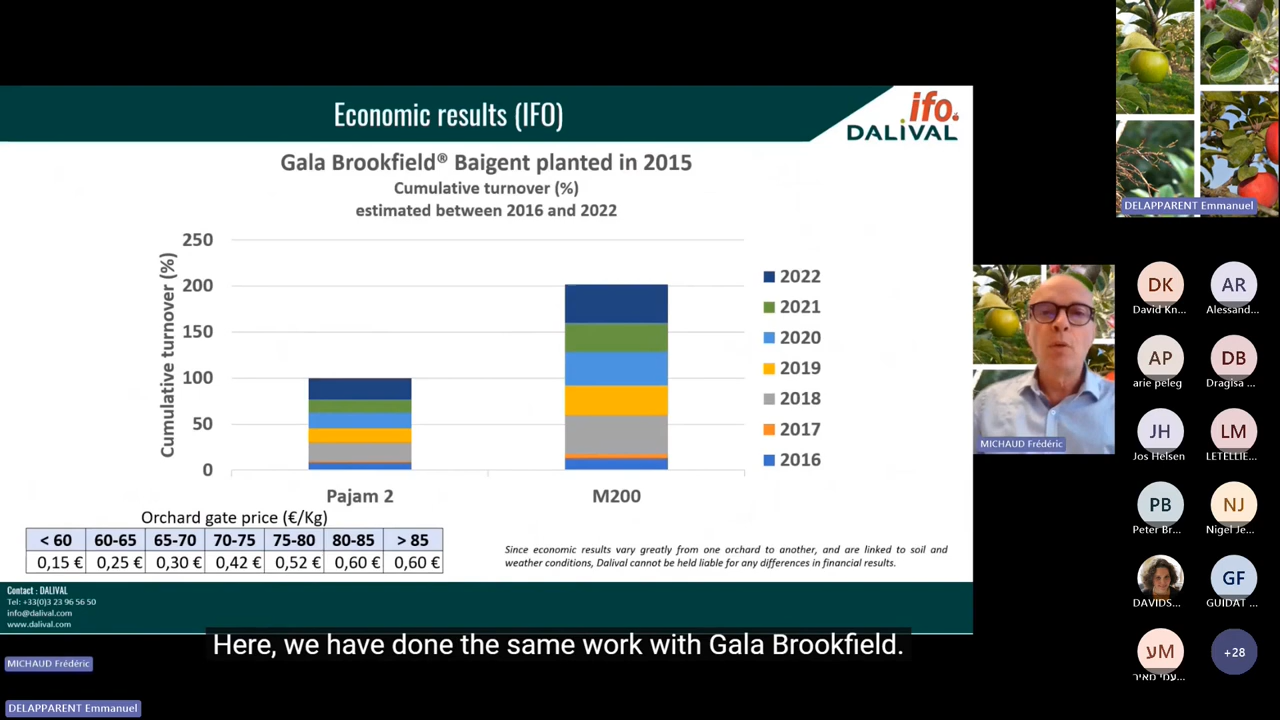 Economic results (IFO)
ifo.
DALIVAL
Gala Brookfield® Baigent planted in 2015
Cumulative turnover (%)
estimated between 2016 and 2022
Cumulative turnover (%)
250
200
150
100
50
0
Pajam 2
M200
2022
2021
2020
2019
2018
2017
2016
Orchard gate price (€/Kg)
< 60 60-65 65-70 70-75 75-80 80-85 > 85
0,15 € 0,25 € 0,30 € 0,42 € 0,52 € 0,60 € 0,60 €
Since economic results vary greatly from one orchard to another, and are linked to soil and
weather conditions, Dalival cannot be held liable for any differences in financial results.
Contact : DALIVAL
Tel: +33(0)3 23 96 56 50
info@dalival.com
www.dalival.com
Here, we have done the same work with Gala Brookfield.
MICHAUD Frédéric
DELAPPARENT Emmanuel
MICHAUD Frédéric
DELAPPARENT Emmanuel
DK
David Kn...
AR
Alessand...
AP
arie peleg
DB
Dragisa ...
JH
Jos Helsen
LM
LETELLIE...
PB
Peter Br...
NJ
Nigel Je...
DAVIDS...
GF
GUIDAT ...
עM
עמי מאיר...
+28